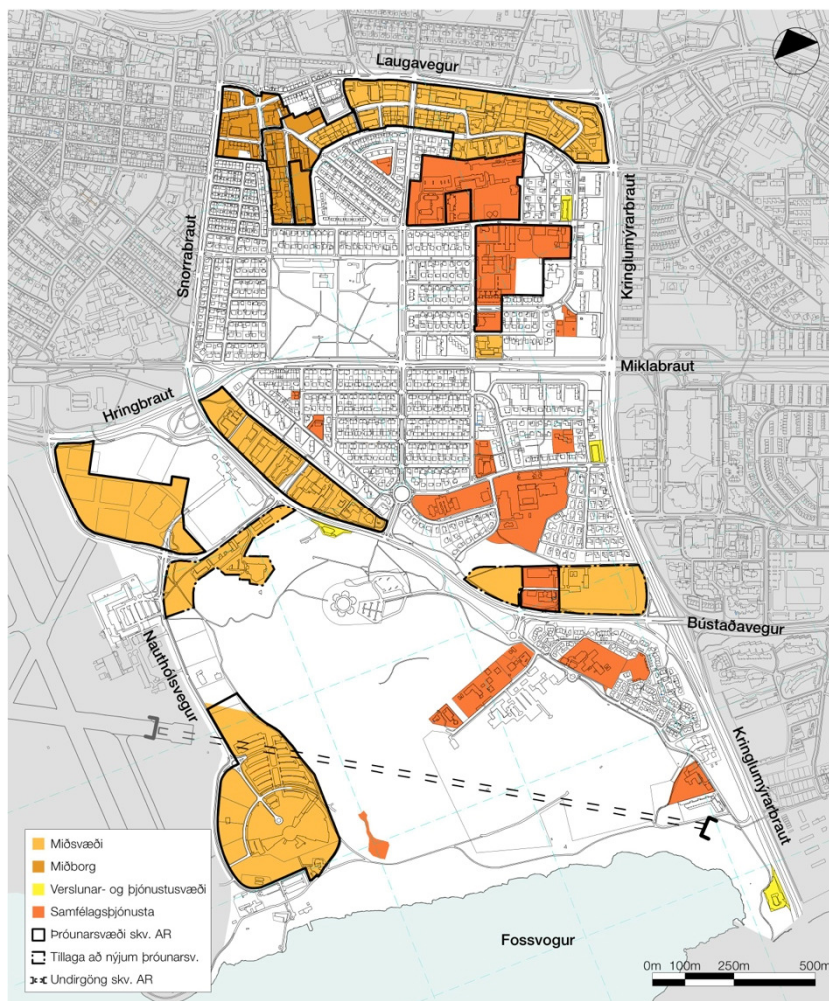 Laugavegur
Snorrabraut
Kringlumýrarbraut
Miklabraut
Hringbraut
Bústaðavegur
Nauthólsvegur
Kringlumýrarbraut
Miðsvæði
Miðborg
Verslunar- og þjónustusvæði
Samfélagsþjónusta
Þróunarsvæði skv. AR
Tillaga að nýjum þróunarsv.
Undirgöng skv. AR
Fossvogur
0m 100m 250m 500m